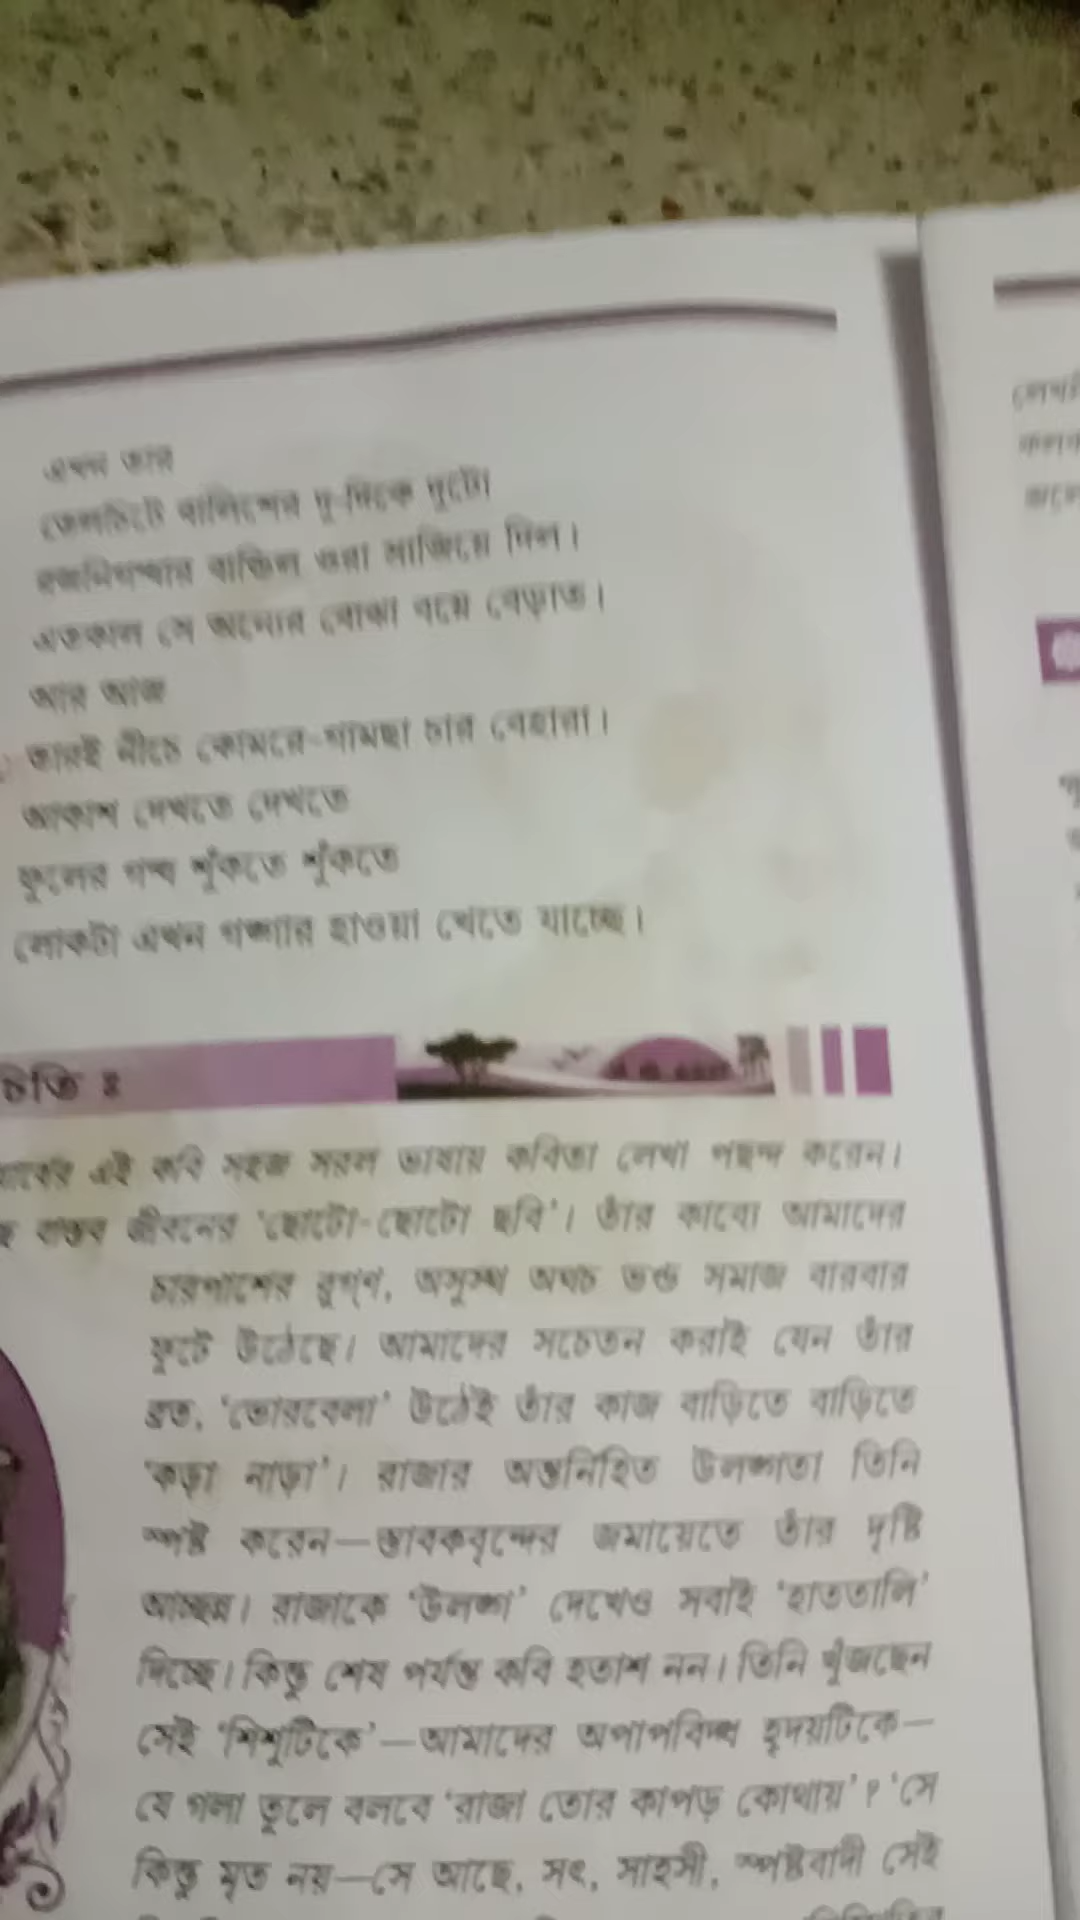 এখন তার
তেলচিটে বালিশের দু-দিকে দুটো
রজনিগন্ধার বান্ডিল ওরা সাজিয়ে দিল।
এতকাল সে অন্যের বোঝা বয়ে বেড়াত।
আর আজ
তারই নীচে কোমরে-গামছা চার বেহারা।
আকাশ দেখতে দেখতে
ফুলের গন্ধ শুঁকতে শুঁকতে
লোকটা এখন গঙ্গার হাওয়া খেতে যাচ্ছে।
চিতি ঃ
এই কবি সহজ সরল ভাষায় কবিতা লেখা পছন্দ করেন।
বাস্তব জীবনের ‘ছোটো-ছোটো ছবি’। তাঁর কাব্যে আমাদের
চারপাশের রুগ্‌ণ, অসুস্থ অথচ ভণ্ড সমাজ বারবার
ফুটে উঠেছে। আমাদের সচেতন করাই যেন তাঁর
ব্রত, ‘ভোরবেলা’ উঠেই তাঁর কাজ বাড়িতে বাড়িতে
‘কড়া নাড়া’। রাজার অন্তর্নিহিত উলঙ্গতা তিনি
স্পষ্ট করেন—স্তাবকবৃন্দের জমায়েতে তাঁর দৃষ্টি
আচ্ছন্ন। রাজাকে ‘উলঙ্গ’ দেখেও সবাই ‘হাততালি’
দিচ্ছে। কিন্তু শেষ পর্যন্ত কবি হতাশ নন। তিনি খুঁজছেন
সেই ‘শিশুটিকে’—আমাদের অপাপবিদ্ধ হৃদয়টিকে—
যে গলা তুলে বলবে ‘রাজা তোর কাপড় কোথায়’? ‘সে
কিন্তু মৃত নয়—সে আছে, সৎ, সাহসী, স্পষ্টবাদী সেই